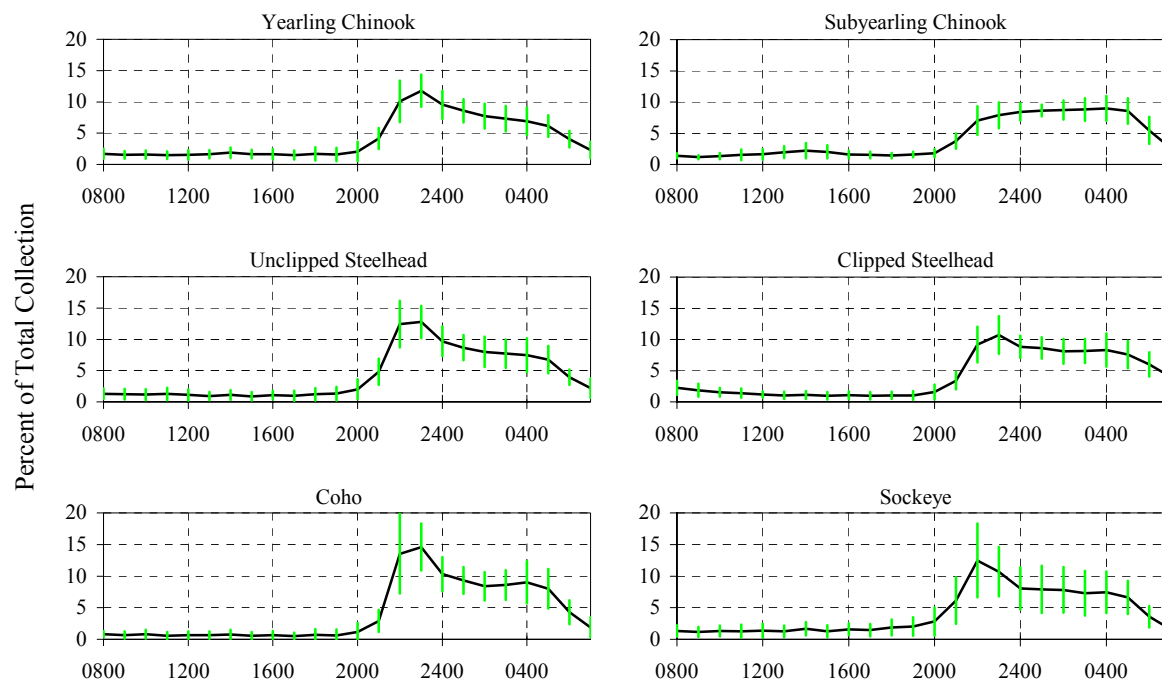 Percent of Total Collection
Yearling Chinook
20
15
10
5
0
0800 1200 1600 2000 2400 0400
Subyearling Chinook
20
15
10
5
0
0800 1200 1600 2000 2400 0400
Unclipped Steelhead
20
15
10
5
0
0800 1200 1600 2000 2400 0400
Clipped Steelhead
20
15
10
5
0
0800 1200 1600 2000 2400 0400
Coho
20
15
10
5
0
0800 1200 1600 2000 2400 0400
Sockeye
20
15
10
5
0
0800 1200 1600 2000 2400 0400